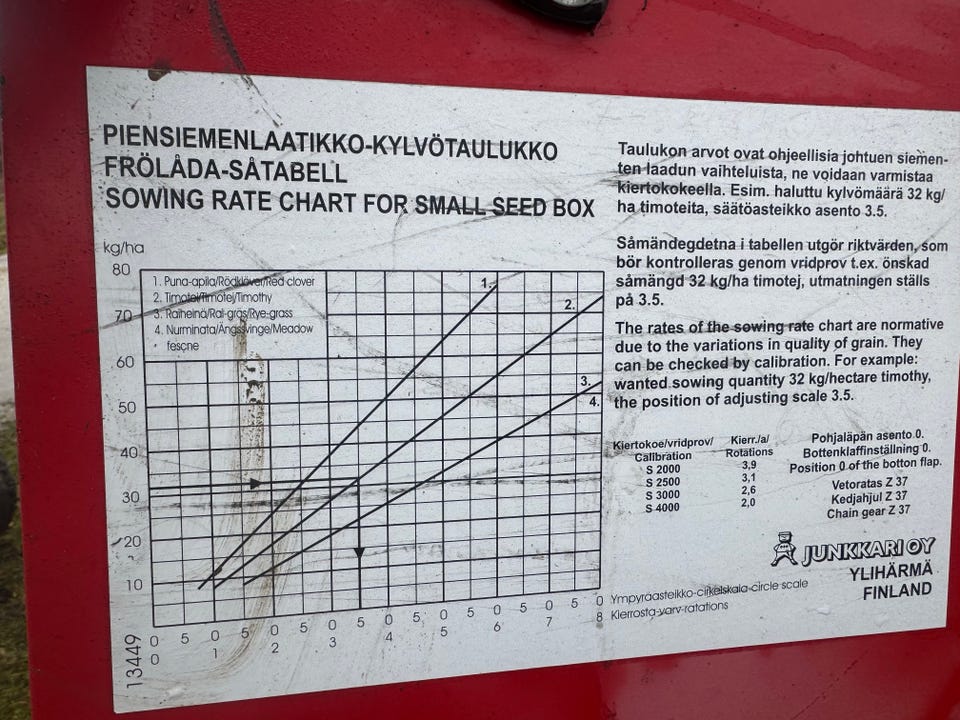 PIENSIEMENLAATIKKO-KYLVÖTAULUKKO
FRÖLÅDA-SÅTABELL
SOWING RATE CHART FOR SMALL SEED BOX
kg/ha
80
70
60
50
40
30
20
10
1. Puna-apila/Rödklöver/Red clover
2. Timotei/Timotej/Timothy
3. Raiheinä/Rai-gräs/Rye-grass
4. Nurminata/Ängssvinge/Meadow
fesçne
1.
2.
3.
4.
0 5 0 5 0 5 0 5 0 5 0 5 0 5 0 5 0
0 1 2 3 4 5 6 7 8
Ympyräasteikko-cirkelskala-circle scale
Kierrosta-varv-rotations
13449
Taulukon arvot ovat ohjeellisia johtuen siemen-
ten laadun vaihteluista, ne voidaan varmistaa
kiertokokeella. Esim. haluttu kylvömäärä 32 kg/
ha timoteita, säätöasteikko asento 3.5.
Såmändegdetna i tabellen utgör riktvärden, som
bör kontrolleras genom vridprov t.ex. önskad
såmängd 32 kg/ha timotej, utmatningen ställs
på 3.5.
The rates of the sowing rate chart are normative
due to the variations in quality of grain. They
can be checked by calibration. For example:
wanted sowing quantity 32 kg/hectare timothy,
the position of adjusting scale 3.5.
Kiertokoe/vridprov/ Kierr./a/
Calibration Rotations
S 2000 3,9
S 2500 3,1
S 3000 2,6
S 4000 2,0
Pohjaläpän asento 0.
Bottenklaffinställning 0.
Position 0 of the botton flap.
Vetoratas Z 37
Kedjahjul Z 37
Chain gear Z 37
JUNKKARI OY
YLIHÄRMÄ
FINLAND